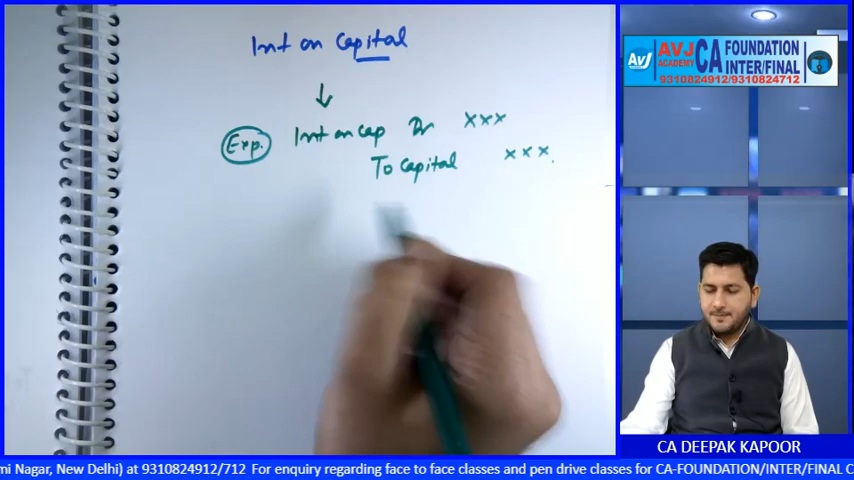 Int on Capital
Exp. Int on Cap Dr xxx
To Capital xxx.
AVJ
ACADEMY
CA
FOUNDATION
INTER/FINAL
9310824912/9310824712
AVJ
CA DEEPAK KAPOOR
mi Nagar, New Delhi) at 9310824912/712 For enquiry regarding face to face classes and pen drive classes for CA-FOUNDATION/INTER/FINAL C